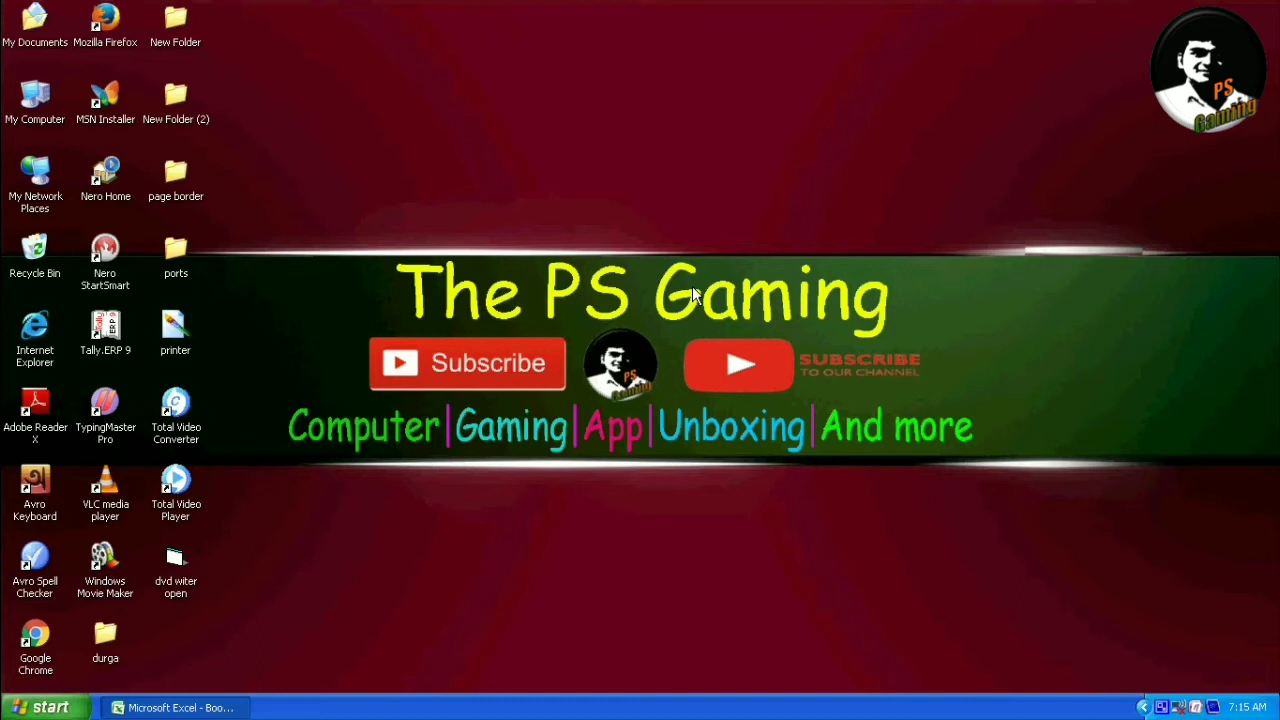 My Documents
Mozilla Firefox
New Folder
My Computer
MSN Installer
New Folder (2)
My Network
Places
Nero Home
page border
Recycle Bin
Nero
StartSmart
ports
Internet
Explorer
Tally.ERP 9
printer
Adobe Reader
X
TypingMaster
Pro
Total Video
Converter
Avro
Keyboard
VLC media
player
Total Video
Player
Avro Spell
Checker
Windows
Movie Maker
dvd witer
open
Google
Chrome
durga
PS
Gaming
The PS Gaming
Subscribe
PS
Gaming
SUBSCRIBE
TO OUR CHANNEL
Computer|Gaming|App|Unboxing|And more
start
Microsoft Excel - Boo...
7:15 AM